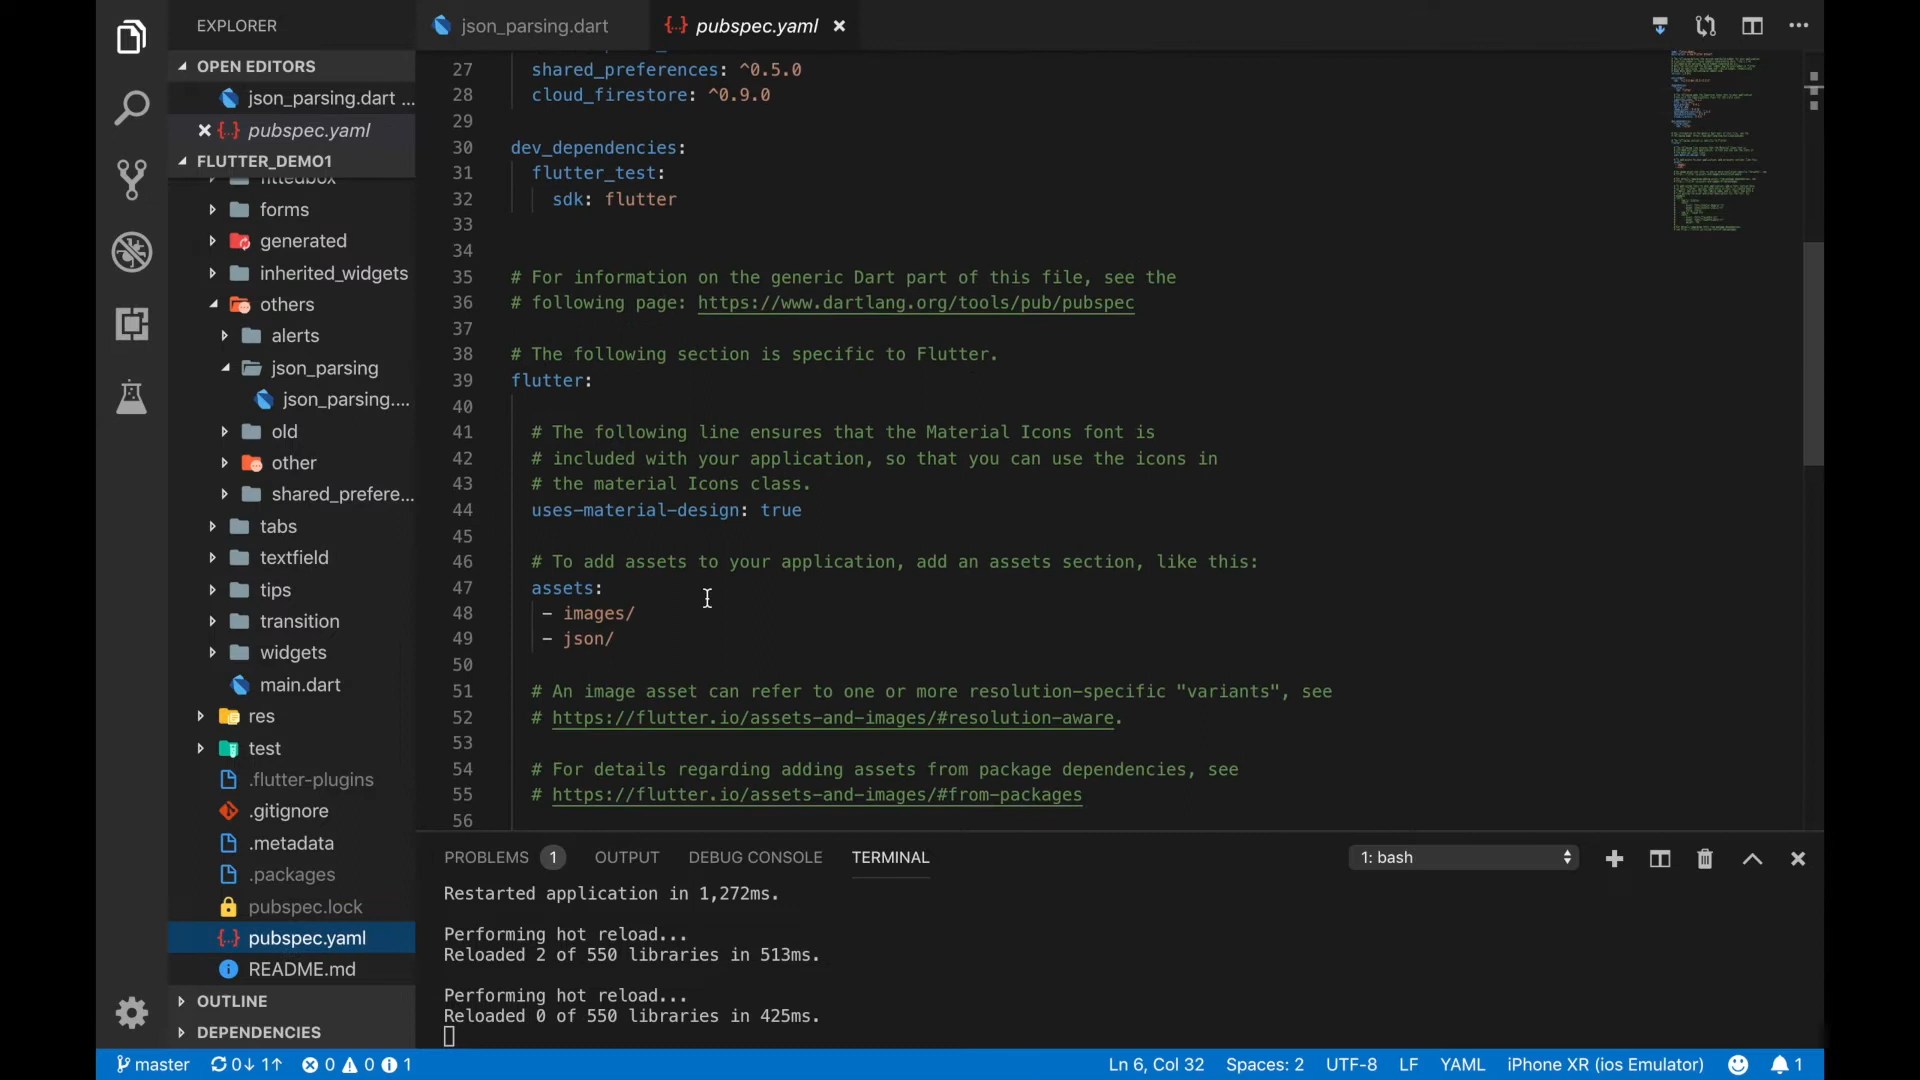 EXPLORER
OPEN EDITORS
json_parsing.dart ...
pubspec.yaml
FLUTTER_DEMO1
fittedbox
forms
generated
inherited_widgets
others
alerts
json_parsing
json_parsing....
old
other
shared_prefere...
tabs
textfield
tips
transition
widgets
main.dart
res
test
.flutter-plugins
.gitignore
.metadata
.packages
pubspec.lock
pubspec.yaml
README.md
OUTLINE
DEPENDENCIES
json_parsing.dart
pubspec.yaml
27 shared_preferences: ^0.5.0
28 cloud_firestore: ^0.9.0
29
30 dev_dependencies:
31 flutter_test:
32 sdk: flutter
33
34
35 # For information on the generic Dart part of this file, see the
36 # following page: https://www.dartlang.org/tools/pub/pubspec
37
38 # The following section is specific to Flutter.
39 flutter:
40
41 # The following line ensures that the Material Icons font is
42 # included with your application, so that you can use the icons in
43 # the material Icons class.
44 uses-material-design: true
45
46 # To add assets to your application, add an assets section, like this:
47 assets:
48 - images/
49 - json/
50
51 # An image asset can refer to one or more resolution-specific "variants", see
52 # https://flutter.io/assets-and-images/#resolution-aware.
53
54 # For details regarding adding assets from package dependencies, see
55 # https://flutter.io/assets-and-images/#from-packages
56
PROBLEMS 1 OUTPUT DEBUG CONSOLE TERMINAL 1: bash
Restarted application in 1,272ms.
Performing hot reload...
Reloaded 2 of 550 libraries in 513ms.
Performing hot reload...
Reloaded 0 of 550 libraries in 425ms.
master 0↓ 1↑ 0 0 1 Ln 6, Col 32 Spaces: 2 UTF-8 LF YAML iPhone XR (ios Emulator) 1